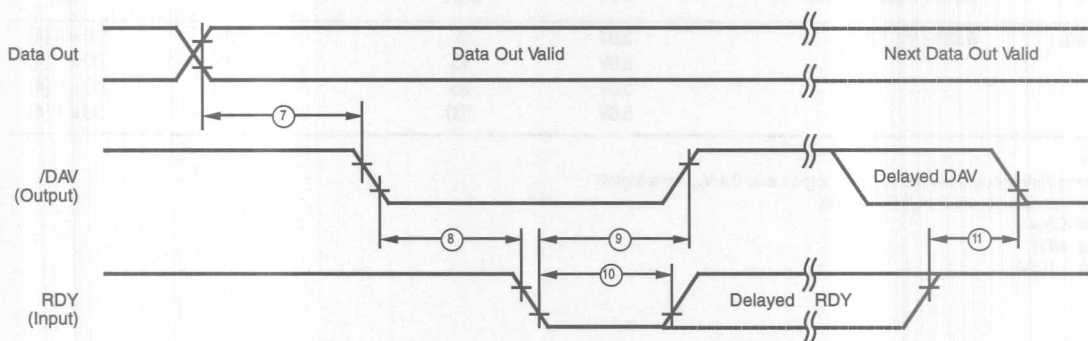 Data Out
Data Out Valid
Next Data Out Valid
7
/DAV
(Output)
Delayed DAV
8
9
11
10
RDY
(Input)
Delayed RDY